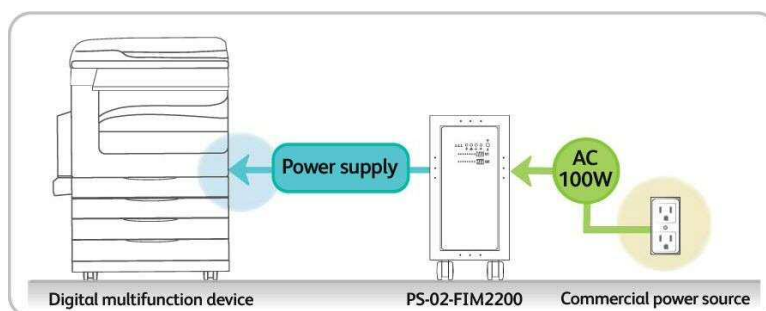 Power supply
AC
100W
Digital multifunction device
PS-02-FIM2200
Commercial power source